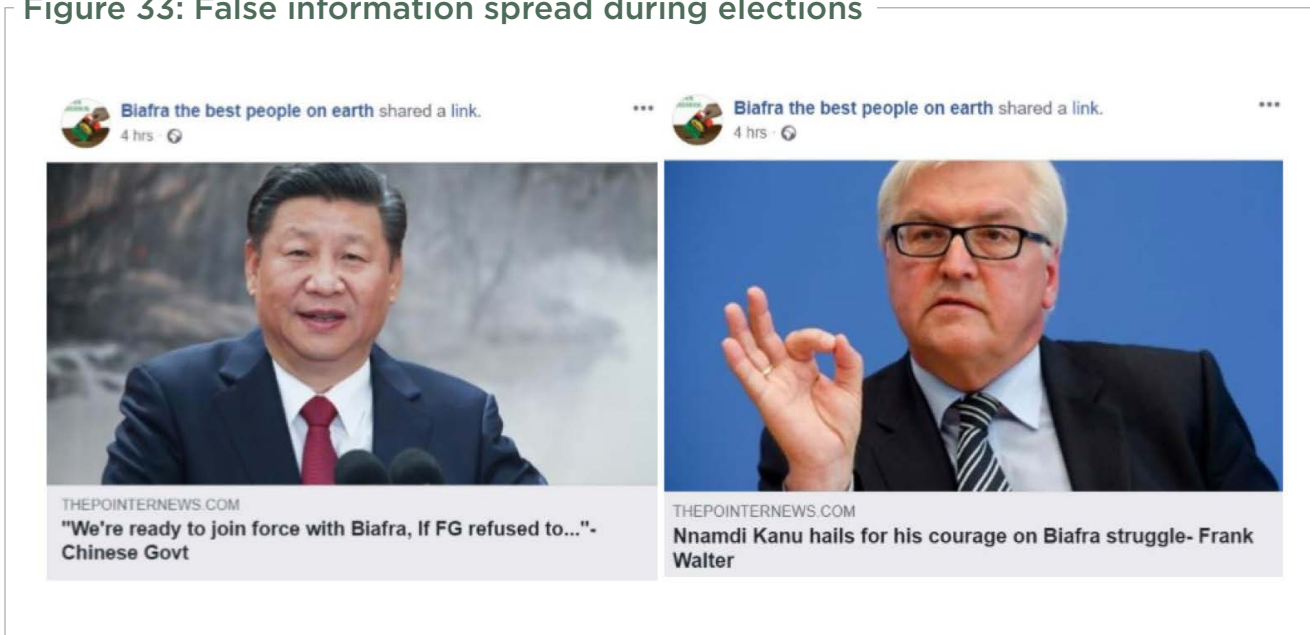 Figure 33: False information spread during elections
Biafra the best people on earth shared a link.
4 hrs ·
THEPOINTERNEWS.COM
"We're ready to join force with Biafra, If FG refused to..."-
Chinese Govt
Biafra the best people on earth shared a link.
4 hrs ·
THEPOINTERNEWS.COM
Nnamdi Kanu hails for his courage on Biafra struggle- Frank
Walter